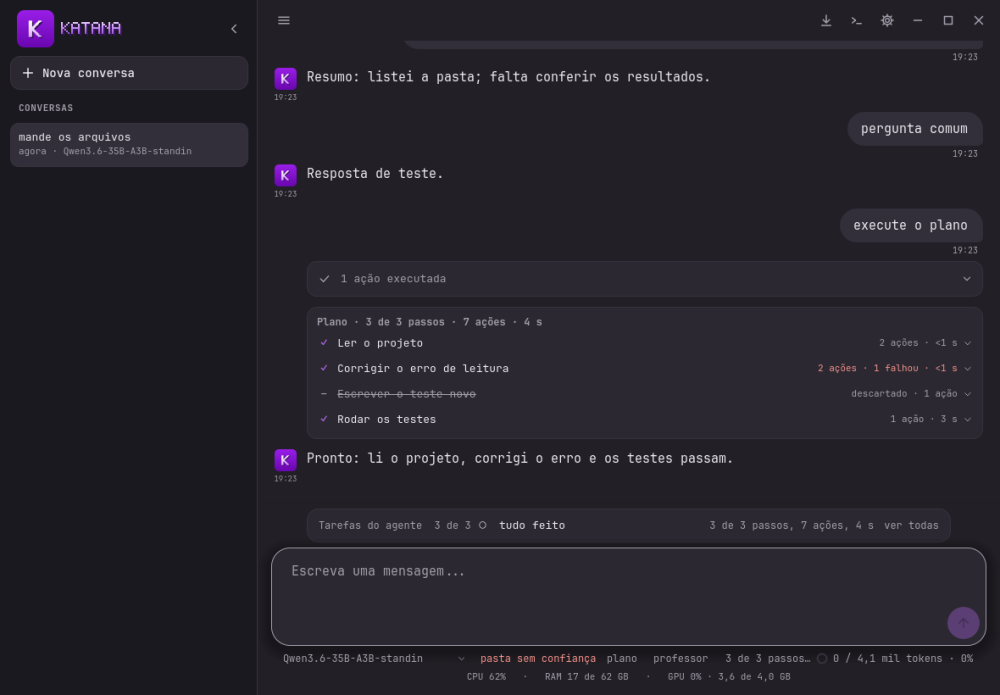 K KATANA
+ Nova conversa
CONVERSAS
mande os arquivos
agora · Qwen3.6-35B-A3B-standin
19:23
K Resumo: listei a pasta; falta conferir os resultados.
19:23
pergunta comum
19:23
K Resposta de teste.
19:23
execute o plano
19:23
1 ação executada
Plano · 3 de 3 passos · 7 ações · 4 s
Ler o projeto 2 ações · <1 s
Corrigir o erro de leitura 2 ações · 1 falhou · <1 s
Escrever o teste novo descartado · 1 ação
Rodar os testes 1 ação · 3 s
K Pronto: li o projeto, corrigi o erro e os testes passam.
19:23
Tarefas do agente 3 de 3 tudo feito 3 de 3 passos, 7 ações, 4 s ver todas
Escreva uma mensagem...
Qwen3.6-35B-A3B-standin pasta sem confiança plano professor 3 de 3 passos… 0 / 4,1 mil tokens · 0%
CPU 62% · RAM 17 de 62 GB · GPU 0% · 3,6 de 4,0 GB